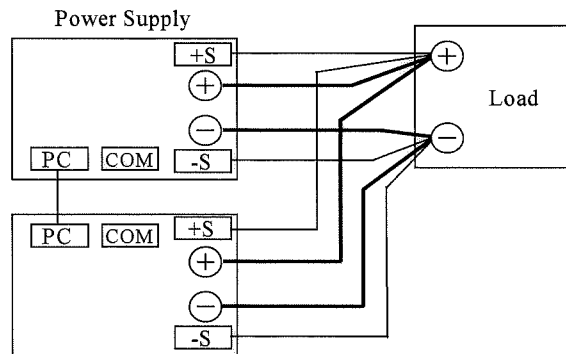 Power Supply
+S
+
Load
−
PC COM
-S
+S
PC COM
+
−
-S
+
−